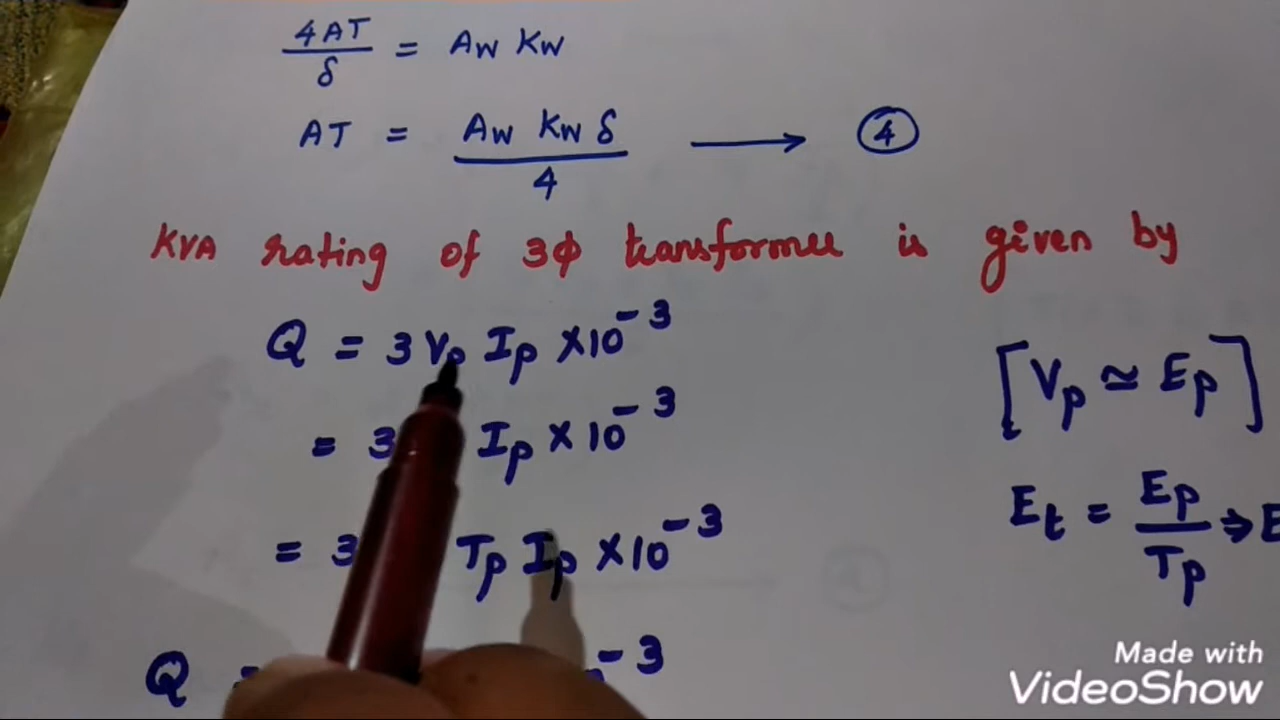 4AT
── = Aw Kw
δ
AT = Aw Kw δ
──────── → ④
4
KVA rating of 3ϕ transformer is given by
Q = 3 Vp Ip × 10⁻³
[Vp ≃ Ep]
= 3 Ip × 10⁻³
= 3 Tp Ip × 10⁻³
Et = Ep/Tp ⇒ E
Q = ⁻³
Made with
VideoShow